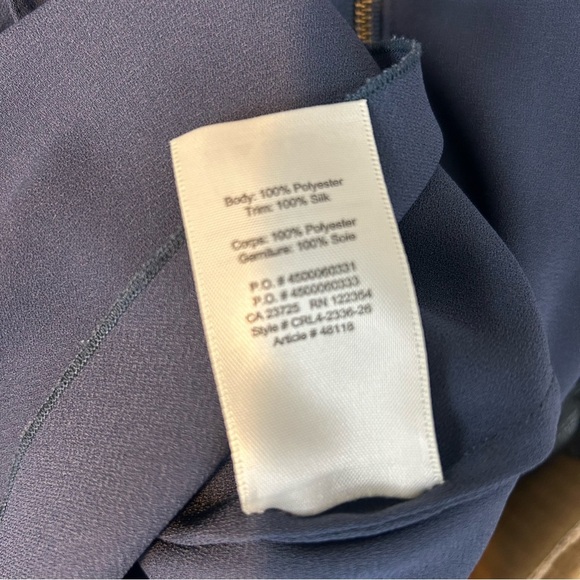 Body: 100% Polyester
Trim: 100% Silk
Corps: 100% Polyester
Garniture: 100% Soie
P.O. # 4500060331
P.O. # 4500060333
CA 23725 RN 122354
Style # CRL4-2336-26
Article # 48118